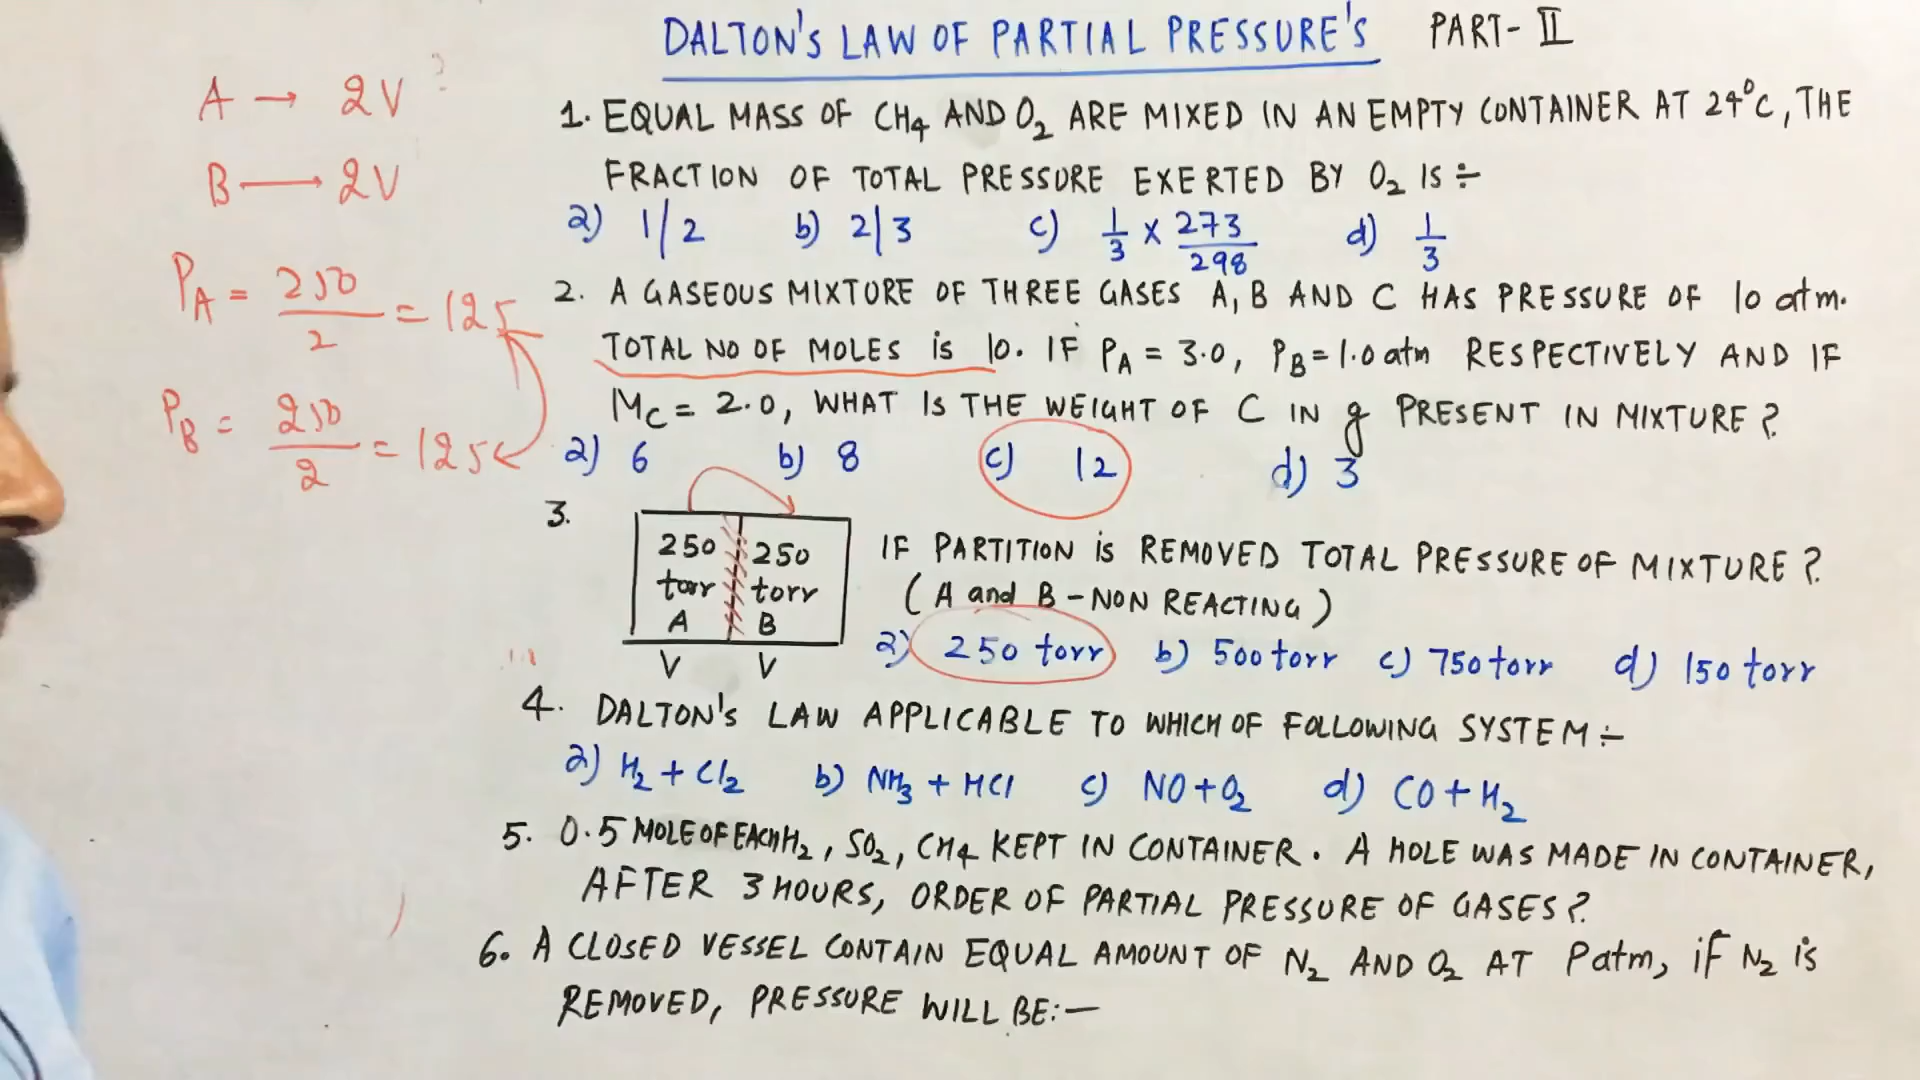 DALTON'S LAW OF PARTIAL PRESSURE'S PART-II
A → 2V
B → 2V
P_A = 250/2 = 125
P_B = 250/2 = 125
1. EQUAL MASS OF CH4 AND O2 ARE MIXED IN AN EMPTY CONTAINER AT 24°C, THE
FRACTION OF TOTAL PRESSURE EXERTED BY O2 IS ÷
a) 1/2 b) 2/3 c) 1/3 × 273/298 d) 1/3
2. A GASEOUS MIXTURE OF THREE GASES A, B AND C HAS PRESSURE OF 10 atm.
TOTAL NO OF MOLES is 10. IF P_A = 3.0, P_B = 1.0 atm RESPECTIVELY AND IF
M_C = 2.0, WHAT IS THE WEIGHT OF C IN g PRESENT IN MIXTURE ?
a) 6 b) 8 c) 12 d) 3
3.
250 torr A
250 torr B
V V
IF PARTITION is REMOVED TOTAL PRESSURE OF MIXTURE ?
(A and B - NON REACTING)
a) 250 torr b) 500 torr c) 750 torr d) 150 torr
4. DALTON'S LAW APPLICABLE TO WHICH OF FOLLOWING SYSTEM ÷
a) H2 + Cl2 b) NH3 + HCl c) NO + O2 d) CO + H2
5. 0.5 MOLE OF EACH H2, SO2, CH4 KEPT IN CONTAINER. A HOLE WAS MADE IN CONTAINER,
AFTER 3 HOURS, ORDER OF PARTIAL PRESSURE OF GASES ?
6. A CLOSED VESSEL CONTAIN EQUAL AMOUNT OF N2 AND O2 AT P atm, if N2 is
REMOVED, PRESSURE WILL BE:—